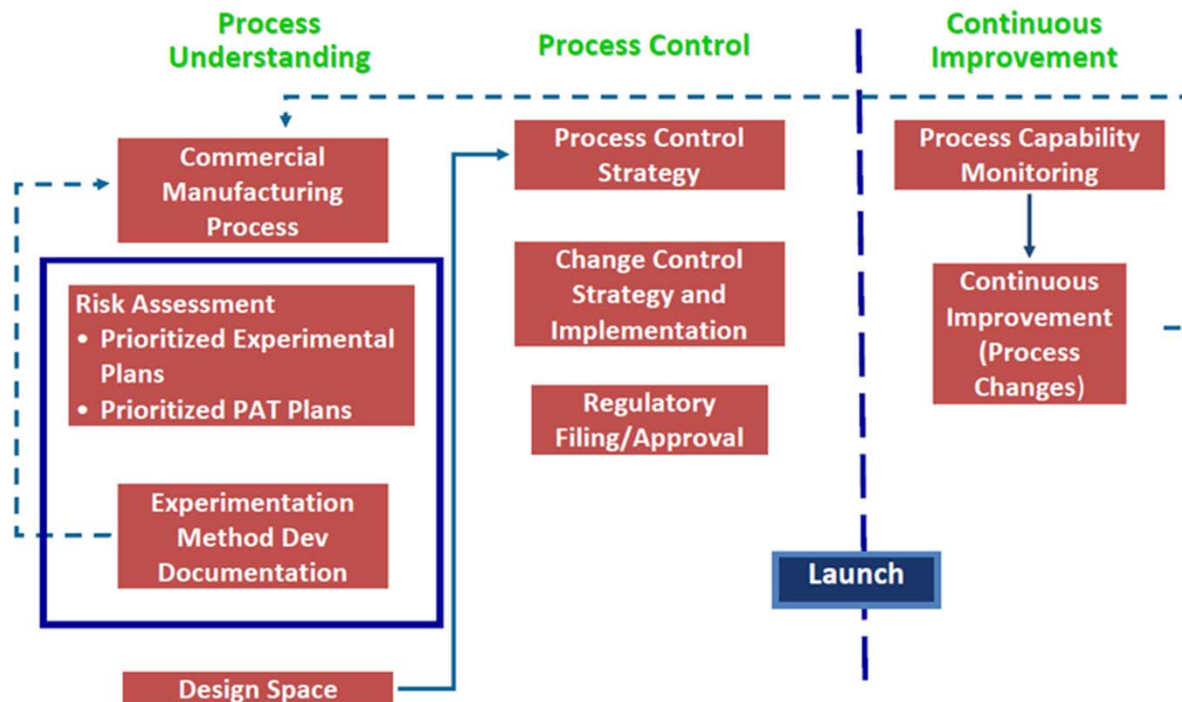 Process
Understanding
Process Control
Continuous
Improvement
Commercial
Manufacturing
Process
Risk Assessment
• Prioritized Experimental
Plans
• Prioritized PAT Plans
Experimentation
Method Dev
Documentation
Design Space
Process Control
Strategy
Change Control
Strategy and
Implementation
Regulatory
Filing/Approval
Process Capability
Monitoring
Continuous
Improvement
(Process
Changes)
Launch